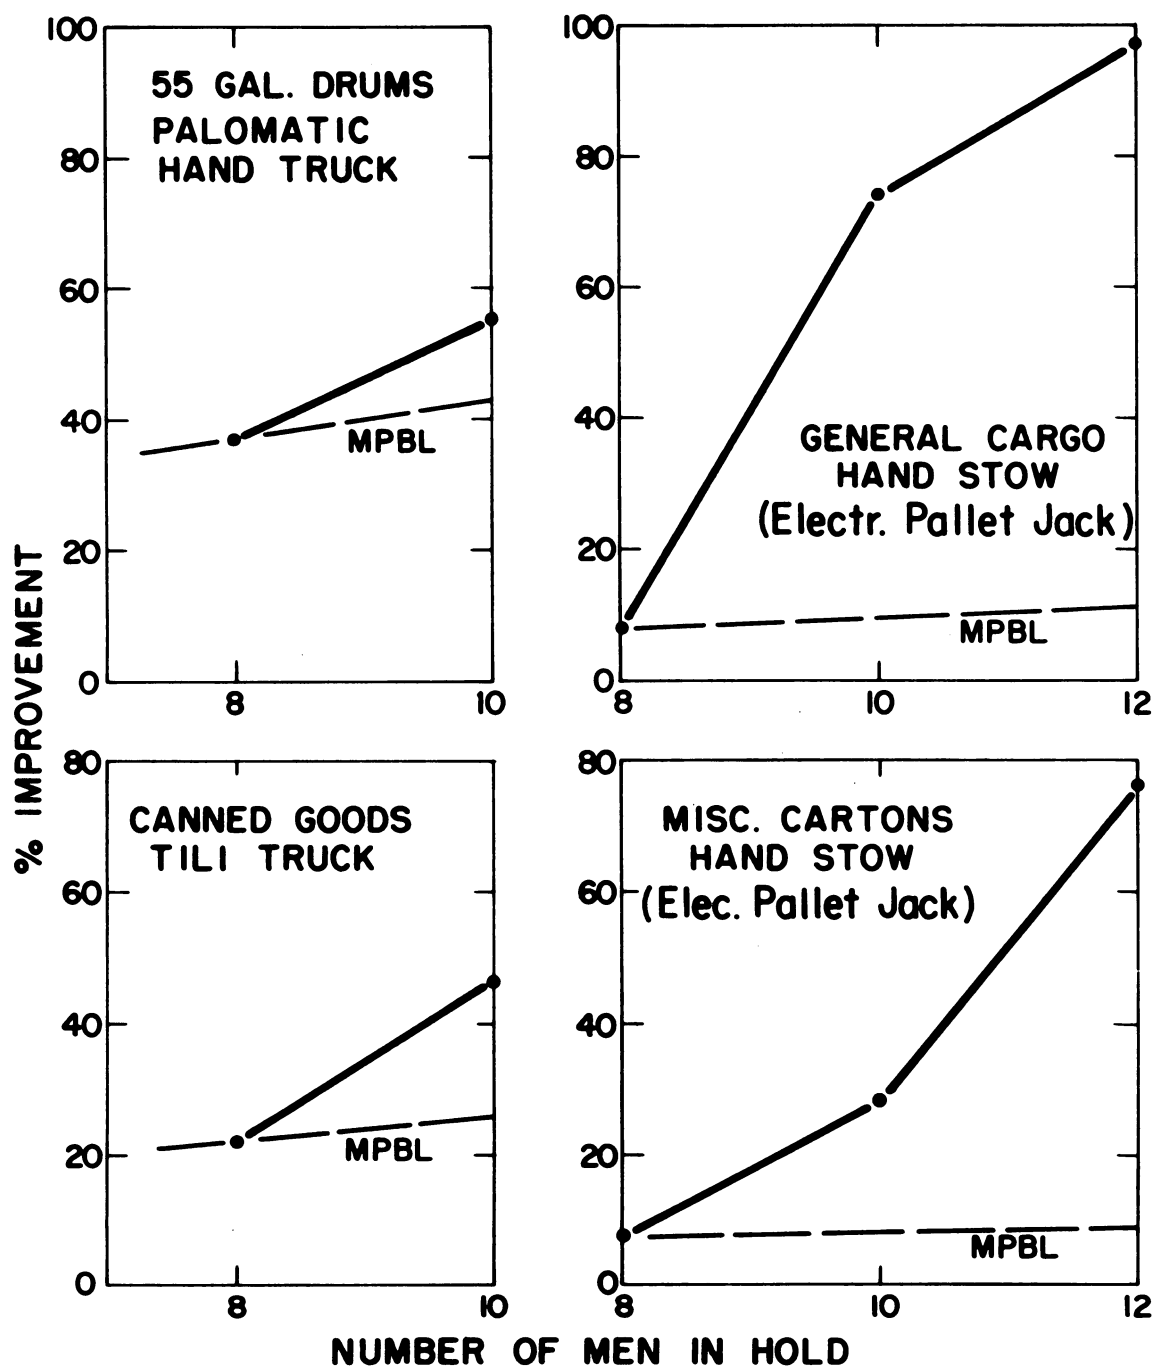 100
80
60
40
20
0
55 GAL. DRUMS
PALOMATIC
HAND TRUCK
MPBL
8 10
100
80
60
40
20
0
GENERAL CARGO
HAND STOW
(Electr. Pallet Jack)
MPBL
8 10 12
% IMPROVEMENT
80
60
40
20
0
CANNED GOODS
TILI TRUCK
MPBL
8 10
80
60
40
20
0
MISC. CARTONS
HAND STOW
(Elec. Pallet Jack)
MPBL
8 10 12
NUMBER OF MEN IN HOLD